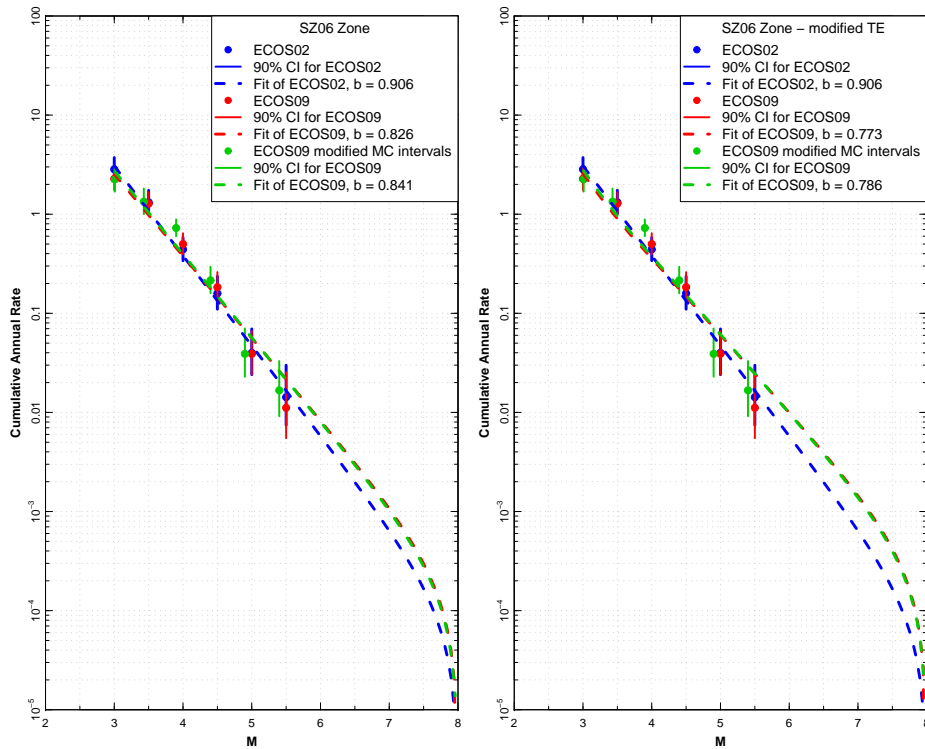 SZ06 Zone
ECOS02
90% CI for ECOS02
Fit of ECOS02, b = 0.906
ECOS09
90% CI for ECOS09
Fit of ECOS09, b = 0.826
ECOS09 modified MC intervals
90% CI for ECOS09
Fit of ECOS09, b = 0.841
Cumulative Annual Rate
100
10
1
0.1
0.01
10⁻³
10⁻⁴
10⁻⁵
2 3 4 5 6 7 8
M
SZ06 Zone − modified TE
ECOS02
90% CI for ECOS02
Fit of ECOS02, b = 0.906
ECOS09
90% CI for ECOS09
Fit of ECOS09, b = 0.773
ECOS09 modified MC intervals
90% CI for ECOS09
Fit of ECOS09, b = 0.786
Cumulative Annual Rate
100
10
1
0.1
0.01
10⁻³
10⁻⁴
10⁻⁵
2 3 4 5 6 7 8
M